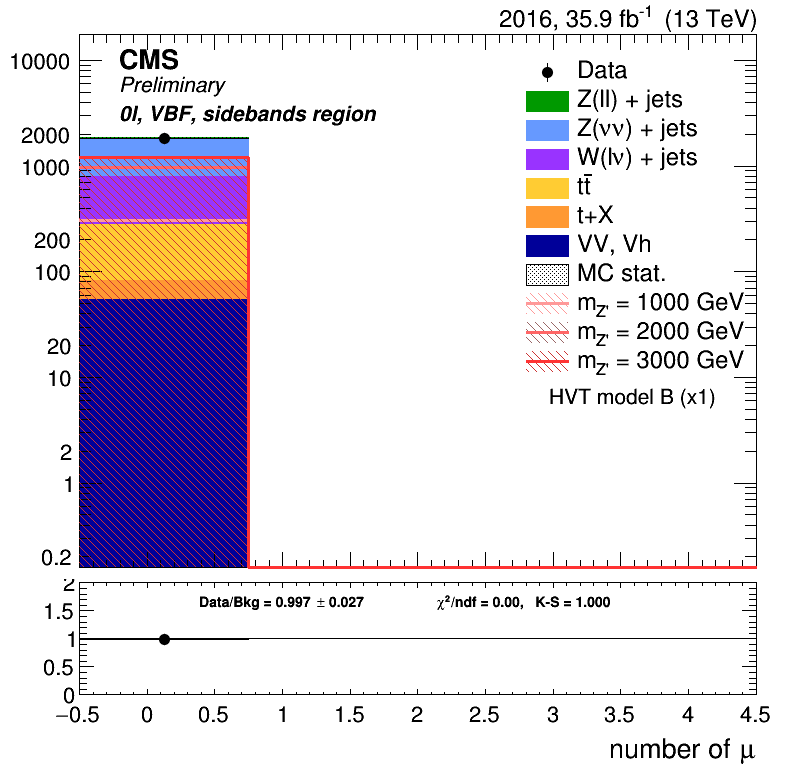 2016, 35.9 fb⁻¹ (13 TeV)
CMS
Preliminary
0l, VBF, sidebands region
Data
Z(ll) + jets
Z(νν) + jets
W(lν) + jets
tt̄
t+X
VV, Vh
MC stat.
m_Z' = 1000 GeV
m_Z' = 2000 GeV
m_Z' = 3000 GeV
HVT model B (x1)
10000
2000
1000
200
100
20
10
2
1
0.2
Data/Bkg = 0.997 ± 0.027 χ²/ndf = 0.00, K-S = 1.000
2
1.5
1
0.5
0
−0.5 0 0.5 1 1.5 2 2.5 3 3.5 4 4.5
number of μ